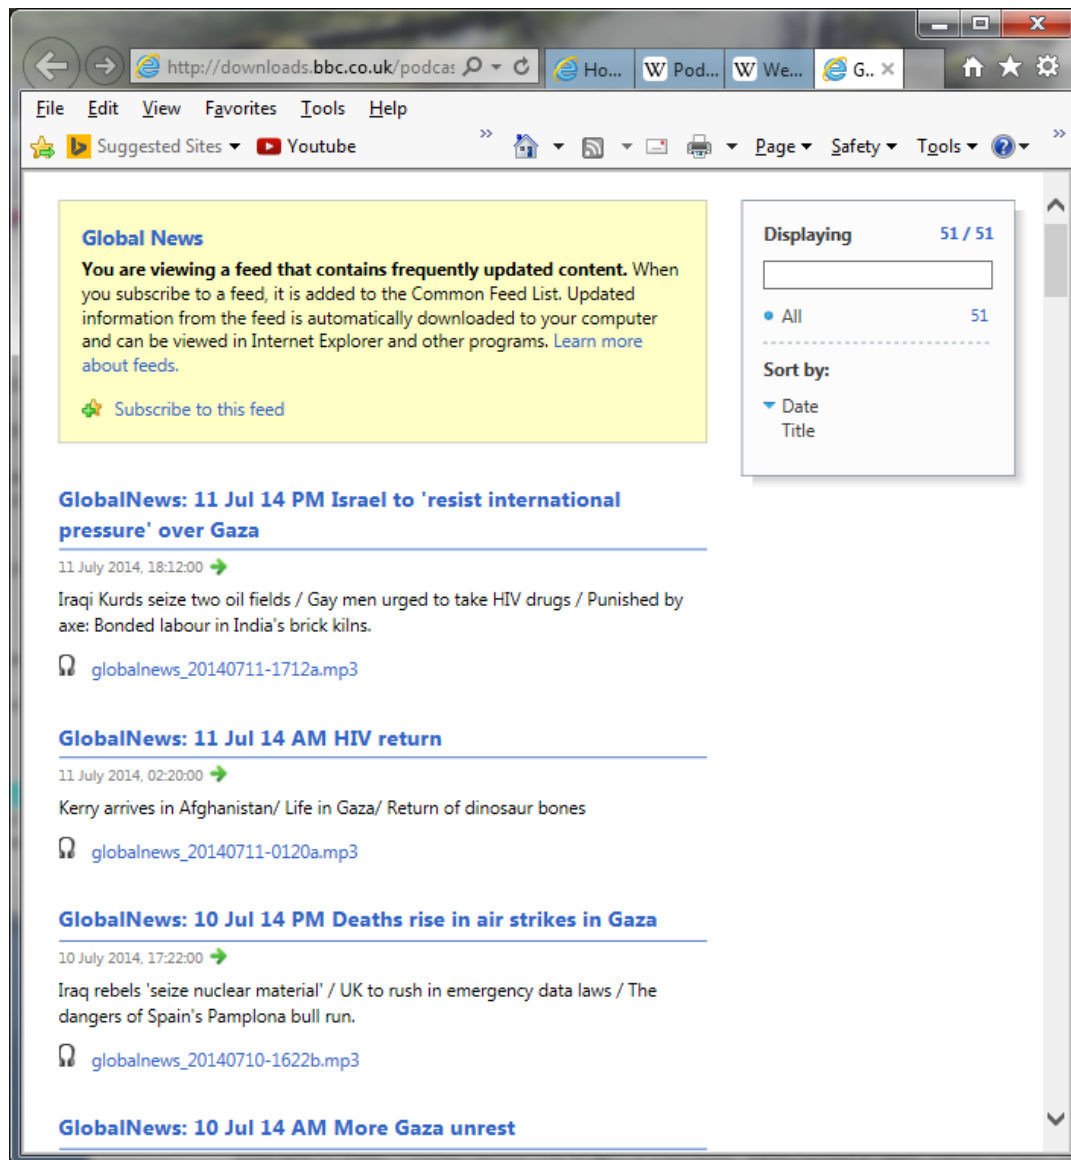 http://downloads.bbc.co.uk/podcas
Ho...
W Pod...
W We...
G..
File Edit View Favorites Tools Help
Suggested Sites Youtube
Page Safety Tools
Global News
You are viewing a feed that contains frequently updated content. When
you subscribe to a feed, it is added to the Common Feed List. Updated
information from the feed is automatically downloaded to your computer
and can be viewed in Internet Explorer and other programs. Learn more
about feeds.
Subscribe to this feed
Displaying 51 / 51
All 51
Sort by:
Date
Title
GlobalNews: 11 Jul 14 PM Israel to 'resist international
pressure' over Gaza
11 July 2014, 18:12:00
Iraqi Kurds seize two oil fields / Gay men urged to take HIV drugs / Punished by
axe: Bonded labour in India's brick kilns.
globalnews_20140711-1712a.mp3
GlobalNews: 11 Jul 14 AM HIV return
11 July 2014, 02:20:00
Kerry arrives in Afghanistan/ Life in Gaza/ Return of dinosaur bones
globalnews_20140711-0120a.mp3
GlobalNews: 10 Jul 14 PM Deaths rise in air strikes in Gaza
10 July 2014, 17:22:00
Iraq rebels 'seize nuclear material' / UK to rush in emergency data laws / The
dangers of Spain's Pamplona bull run.
globalnews_20140710-1622b.mp3
GlobalNews: 10 Jul 14 AM More Gaza unrest